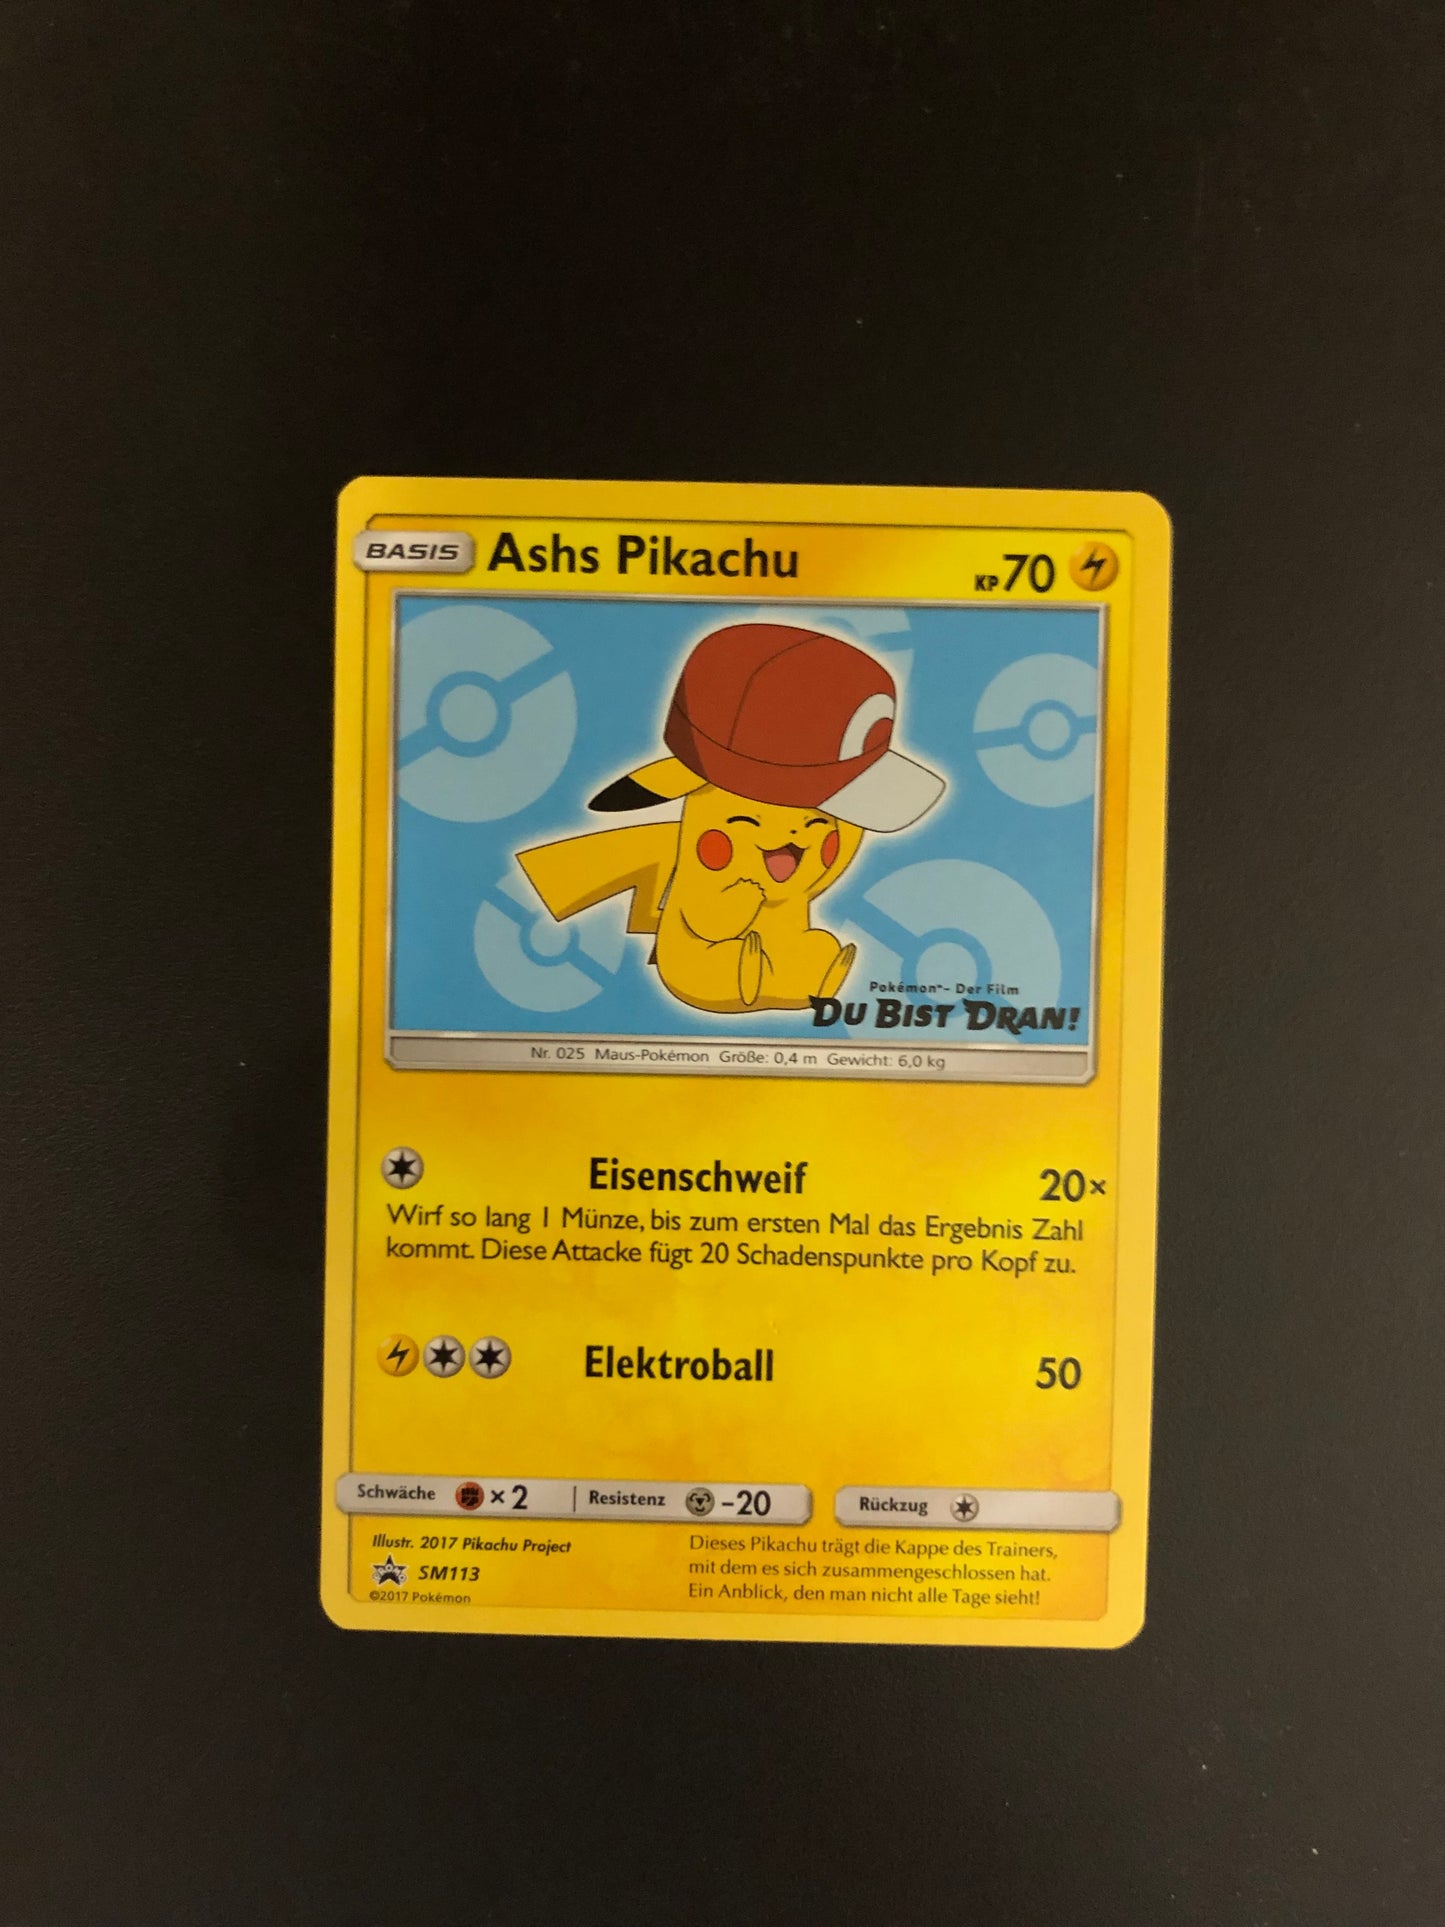 BASIS Ashs Pikachu KP70
Pokémon™- Der Film
DU BIST DRAN!
Nr. 025 Maus-Pokémon Größe: 0,4 m Gewicht: 6,0 kg
Eisenschweif 20×
Wirf so lang 1 Münze, bis zum ersten Mal das Ergebnis Zahl
kommt. Diese Attacke fügt 20 Schadenspunkte pro Kopf zu.
Elektroball 50
Schwäche ×2 Resistenz -20 Rückzug
Illustr. 2017 Pikachu Project
SM113
©2017 Pokémon
Dieses Pikachu trägt die Kappe des Trainers,
mit dem es sich zusammengeschlossen hat.
Ein Anblick, den man nicht alle Tage sieht!